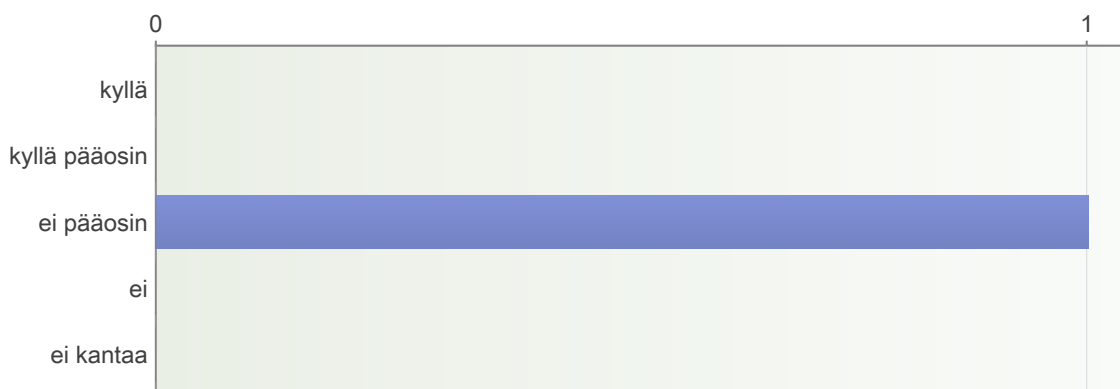 0 1
kyllä
kyllä pääosin
ei pääosin
ei
ei kantaa